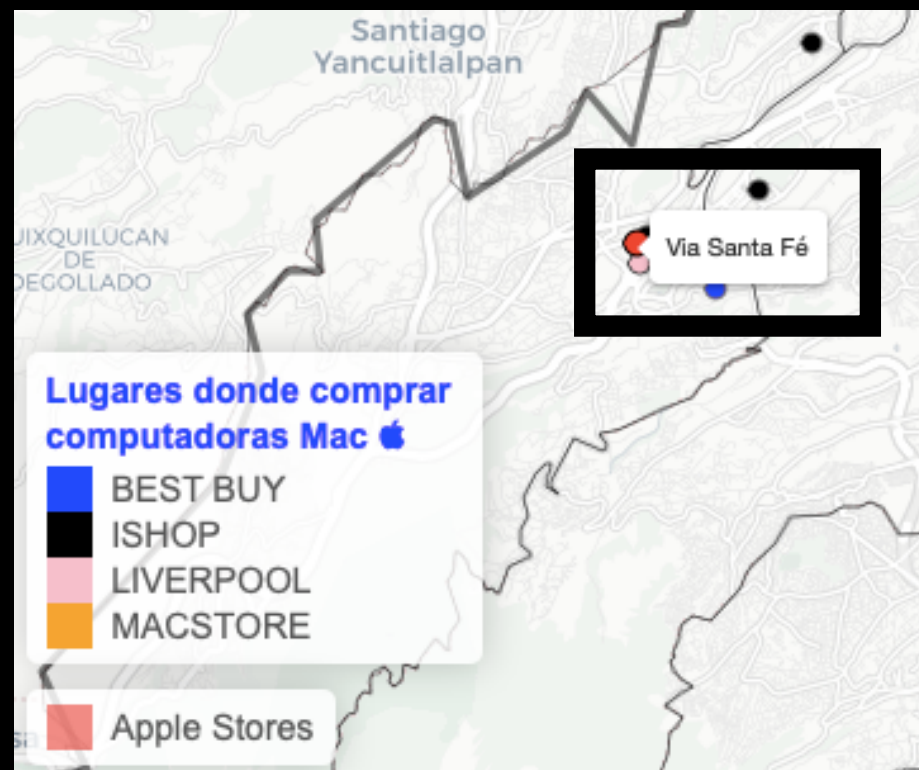 Santiago
Yancuitlalpan
UIXQUILUCAN
DE
DEGOLLADO
Via Santa Fé
Lugares donde comprar
computadoras Mac
BEST BUY
ISHOP
LIVERPOOL
MACSTORE
Apple Stores
sa